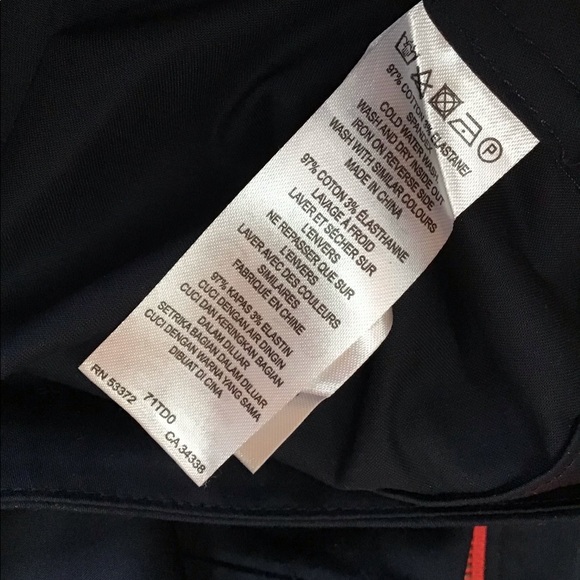 P
97% COTTON 3% ELASTANE/
SPANDEX
COLD WATER WASH
WASH AND DRY INSIDE OUT
IRON ON REVERSE SIDE
WASH WITH SIMILAR COLOURS
MADE IN CHINA
97% COTON 3% ÉLASTHANNE
LAVAGE À FROID
LAVER ET SÉCHER SUR
L'ENVERS
NE REPASSER QUE SUR
L'ENVERS
LAVER AVEC DES COULEURS
SIMILAIRES
FABRIQUE EN CHINE
97% KAPAS 3% ELASTIN
CUCI DENGAN AIR DINGIN
CUCI DAN KERINGKAN BAGIAN
DALAM DILUAR
SETRIKA BAGIAN DALAM DILUAR
CUCI DENGAN WARNA YANG SAMA
DIBUAT DI CINA
RN 53372 71TD0 CA 34338